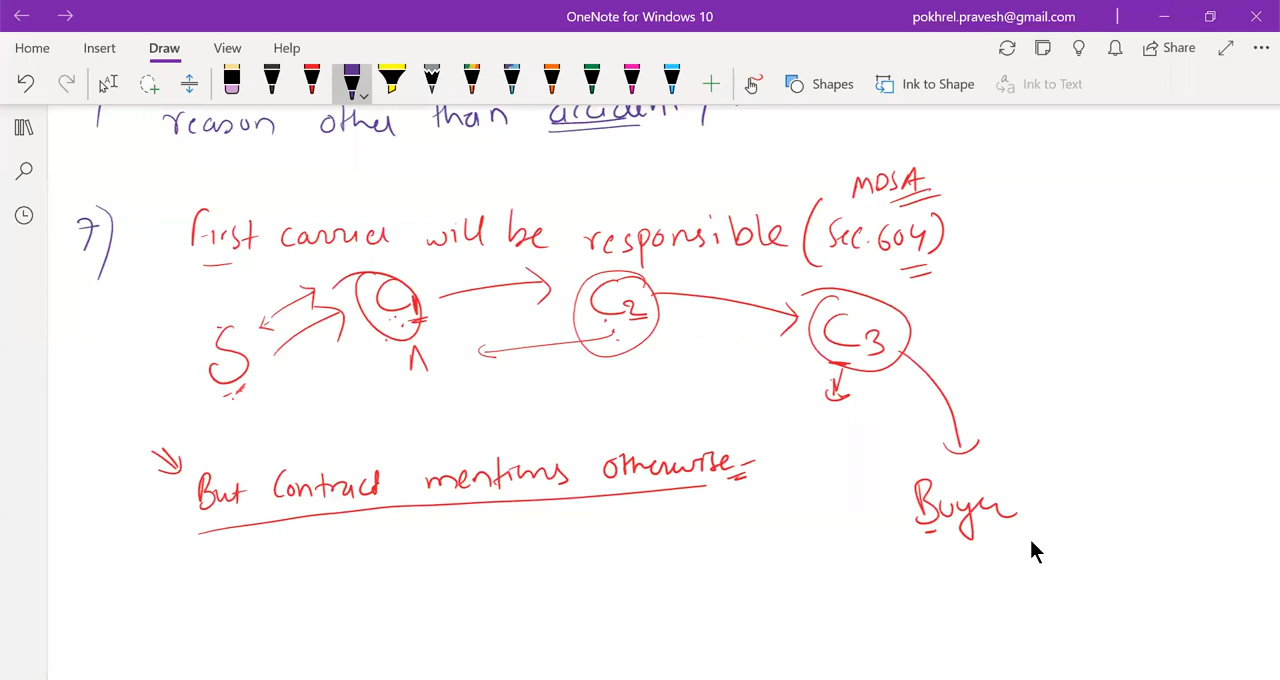 OneNote for Windows 10
pokhrel.pravesh@gmail.com
Home Insert Draw View Help Share
Shapes Ink to Shape Ink to Text
reason other than
MDSA
7) First carrier will be responsible (Sec. 604)
S C1 C2 C3
But Contract mentions otherwise
Buyer